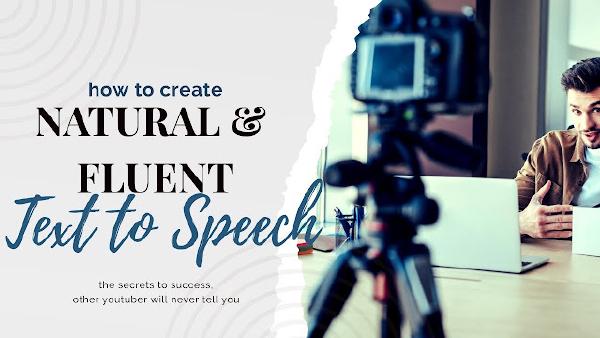 how to create
NATURAL &
FLUENT
Text to Speech
the secrets to success,
other youtuber will never tell you